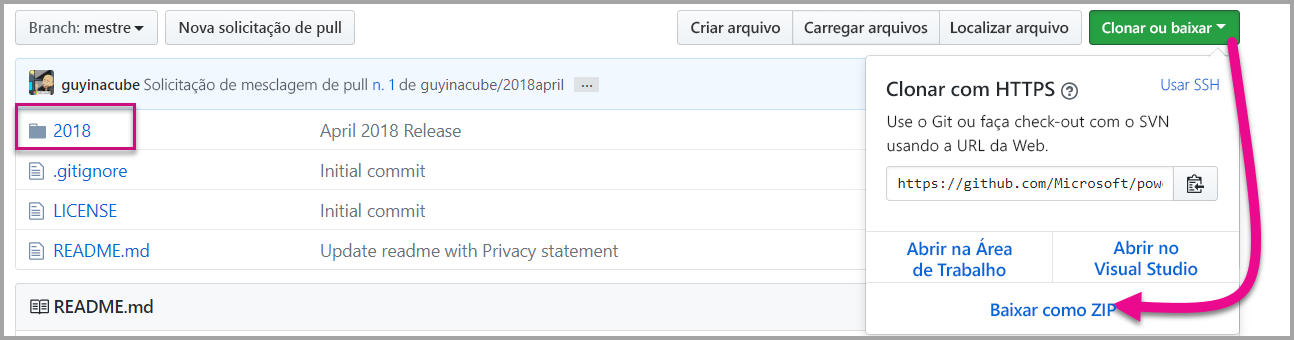 Branch: mestre Nova solicitação de pull Criar arquivo Carregar arquivos Localizar arquivo Clonar ou baixar
guyinacube Solicitação de mesclagem de pull n. 1 de guyinacube/2018april ...
2018 April 2018 Release
.gitignore Initial commit
LICENSE Initial commit
README.md Update readme with Privacy statement
README.md
Clonar com HTTPS ? Usar SSH
Use o Git ou faça check-out com o SVN
usando a URL da Web.
https://github.com/Microsoft/pow
Abrir na Área
de Trabalho
Abrir no
Visual Studio
Baixar como ZIP